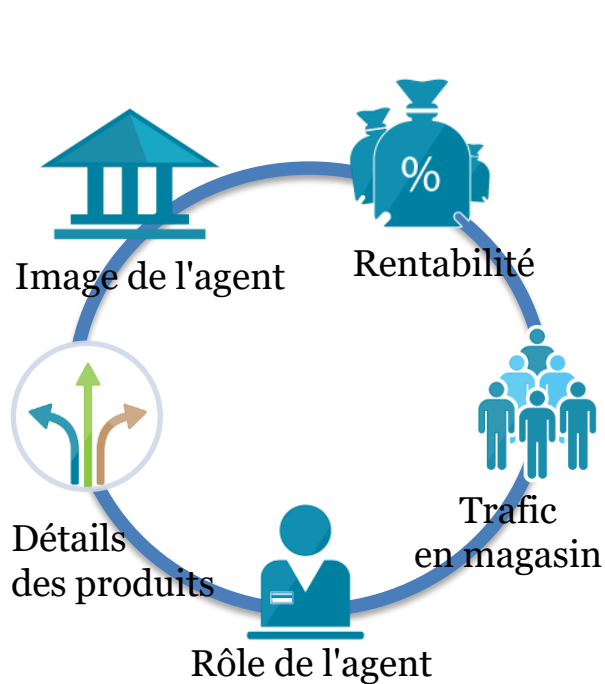 %
Image de l'agent
Rentabilité
Trafic
en magasin
Détails
des produits
Rôle de l'agent